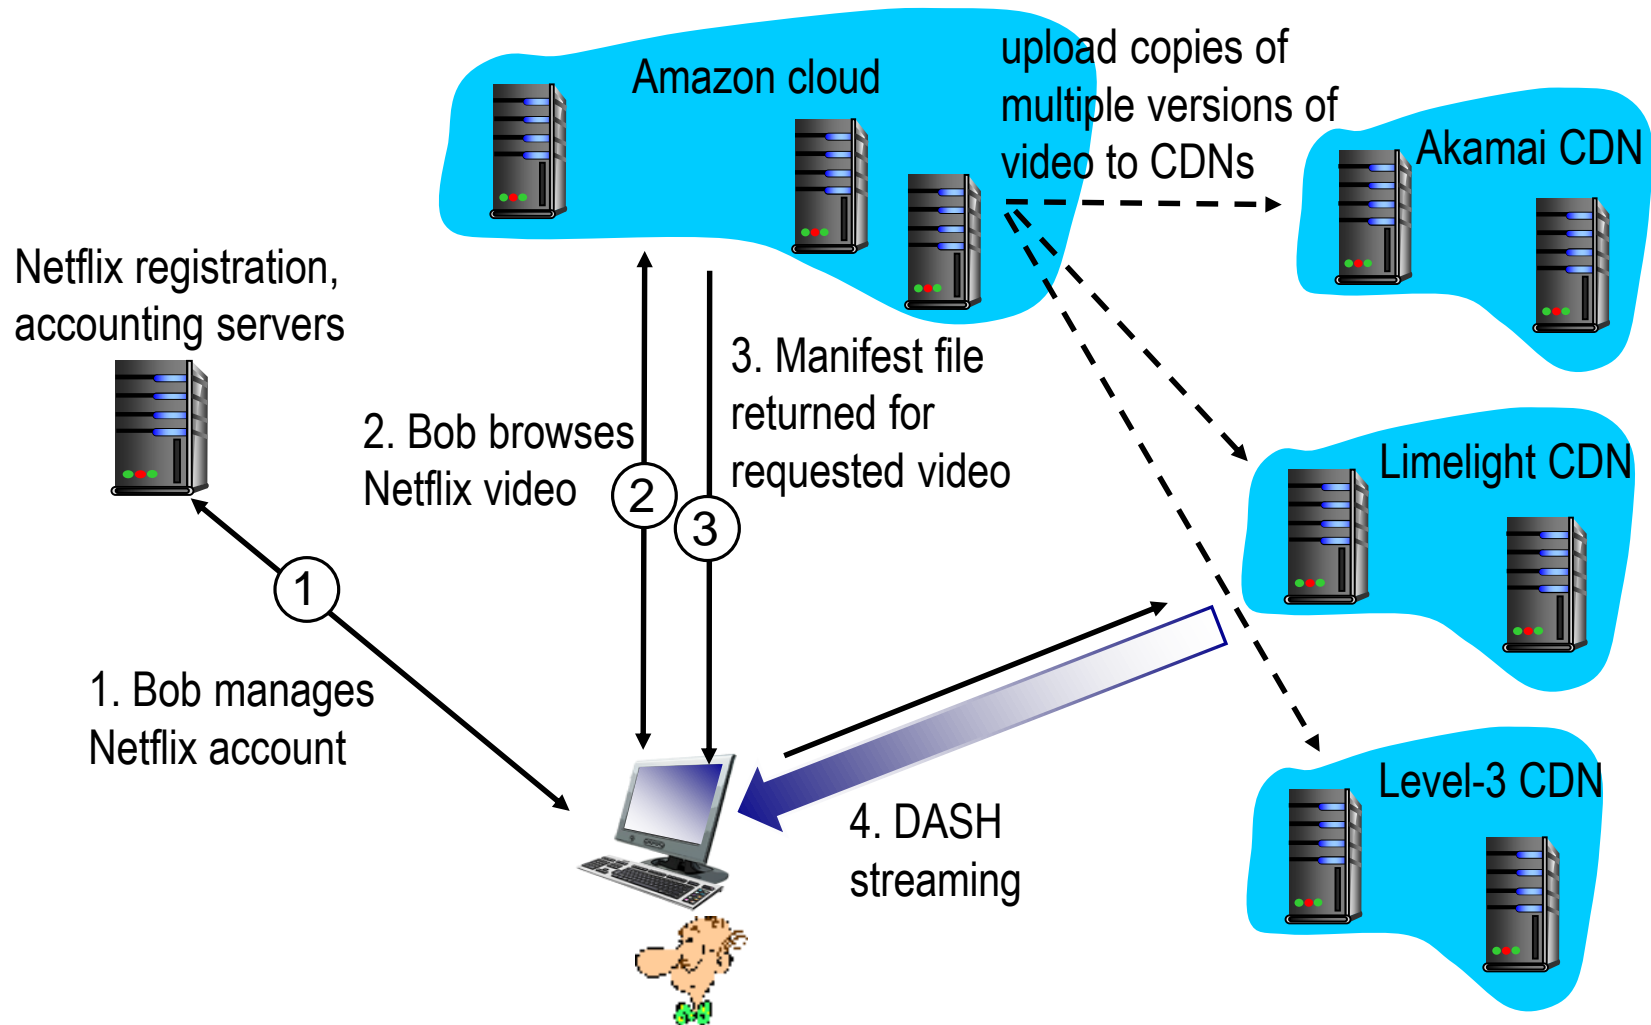 Amazon cloud
upload copies of
multiple versions of
video to CDNs
Akamai CDN
Netflix registration,
accounting servers
3. Manifest file
returned for
requested video
2. Bob browses
Netflix video
2
3
Limelight CDN
1
1. Bob manages
Netflix account
Level-3 CDN
4. DASH
streaming